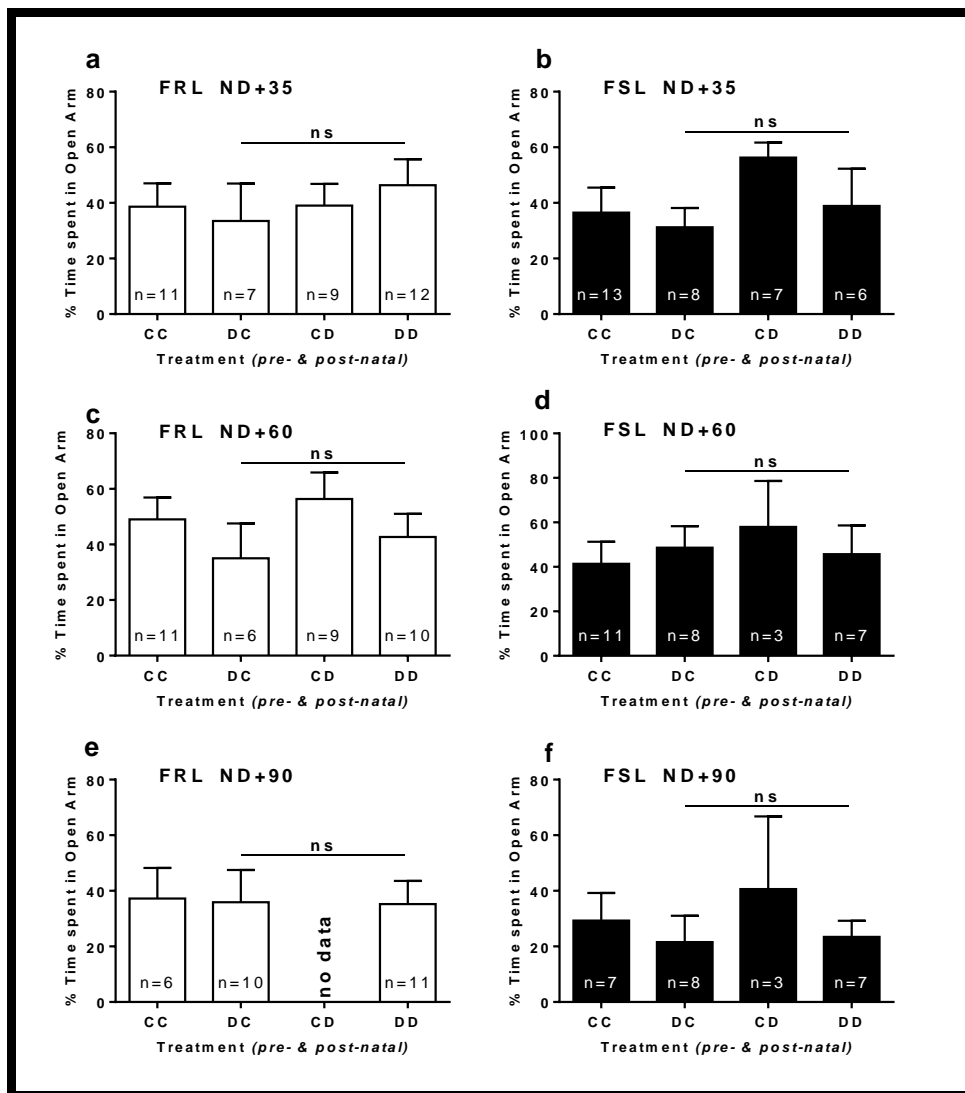 a
FRL ND+35
% Time spent in Open Arm
80
60
40
20
0
ns
n=11
n=7
n=9
n=12
CC
DC
CD
DD
Treatment (pre- & post-natal)
b
FSL ND+35
% Time spent in Open Arm
80
60
40
20
0
ns
n=13
n=8
n=7
n=6
CC
DC
CD
DD
Treatment (pre- & post-natal)
c
FRL ND+60
% Time spent in Open Arm
80
60
40
20
0
ns
n=11
n=6
n=9
n=10
CC
DC
CD
DD
Treatment (pre- & post-natal)
d
FSL ND+60
% Time spent in Open Arm
100
80
60
40
20
0
ns
n=11
n=8
n=3
n=7
CC
DC
CD
DD
Treatment (pre- & post-natal)
e
FRL ND+90
% Time spent in Open Arm
80
60
40
20
0
ns
n=6
n=10
no data
n=11
CC
DC
CD
DD
Treatment (pre- & post-natal)
f
FSL ND+90
% Time spent in Open Arm
80
60
40
20
0
ns
n=7
n=8
n=3
n=7
CC
DC
CD
DD
Treatment (pre- & post-natal)